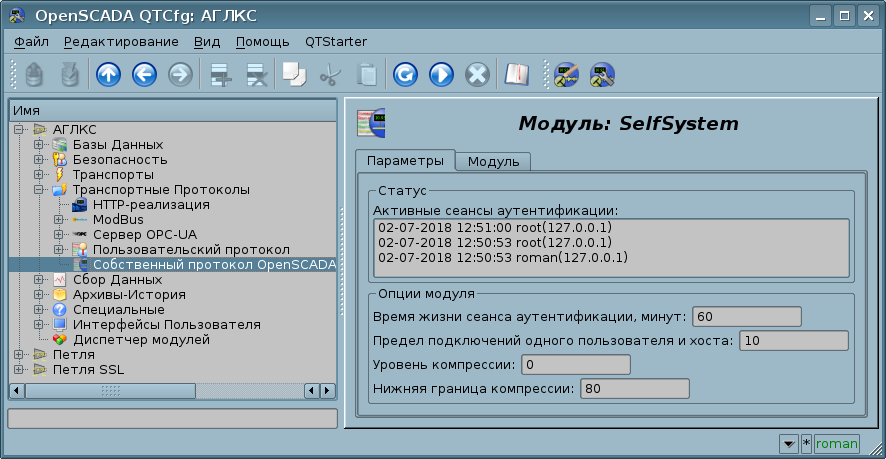 OpenSCADA QTCfg: АГЛКС
Файл Редактирование Вид Помощь QTStarter
Имя
АГЛКС
Базы Данных
Безопасность
Транспорты
Транспортные Протоколы
HTTP-реализация
ModBus
Сервер OPC-UA
Пользовательский протокол
Собственный протокол OpenSCADA
Сбор Данных
Архивы-История
Специальные
Интерфейсы Пользователя
Диспетчер модулей
Петля
Петля SSL
Модуль: SelfSystem
Параметры Модуль
Статус
Активные сеансы аутентификации:
02-07-2018 12:51:00 root(127.0.0.1)
02-07-2018 12:50:53 root(127.0.0.1)
02-07-2018 12:50:53 roman(127.0.0.1)
Опции модуля
Время жизни сеанса аутентификации, минут: 60
Предел подключений одного пользователя и хоста: 10
Уровень компрессии: 0
Нижняя граница компрессии: 80
* roman